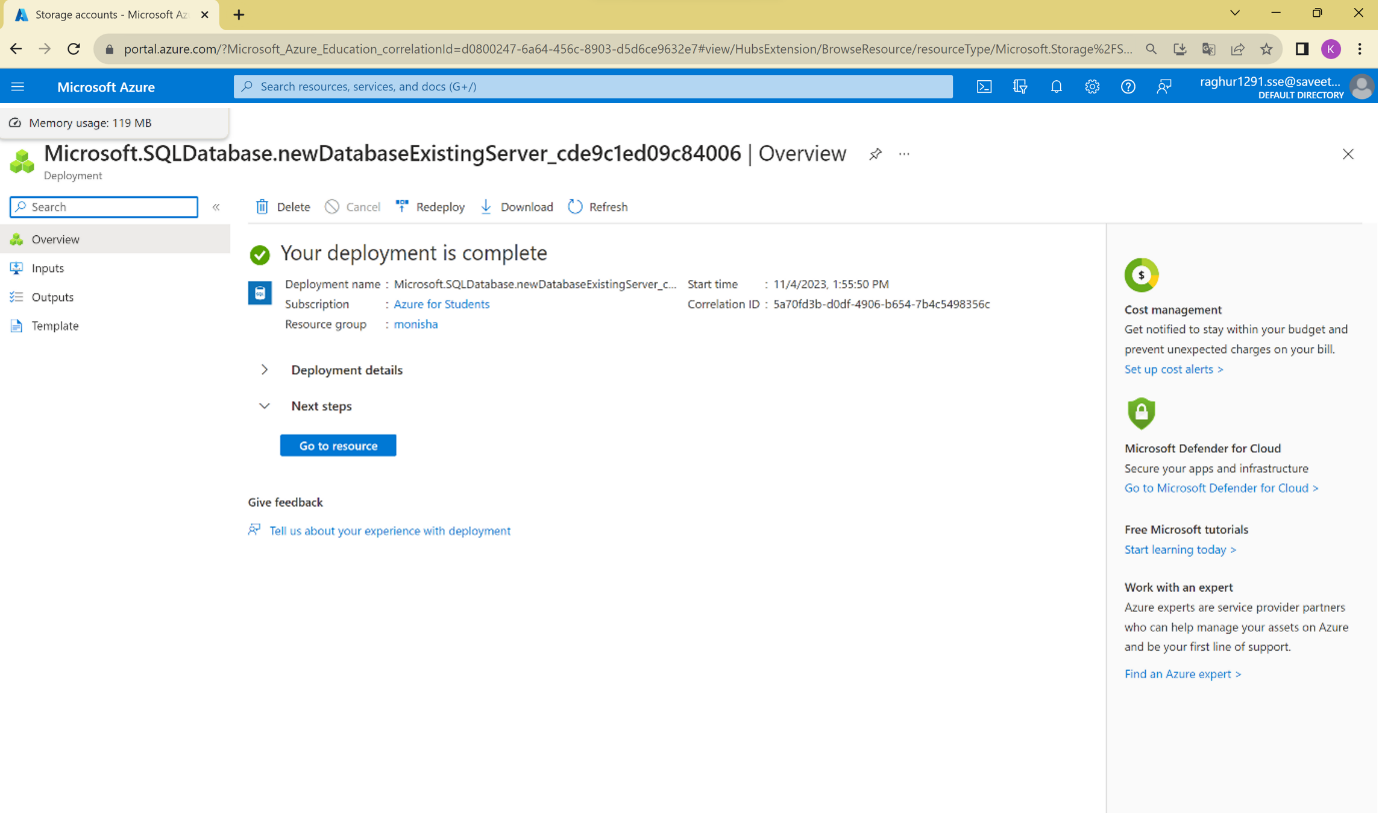 Storage accounts - Microsoft Az
portal.azure.com/?Microsoft_Azure_Education_correlationId=d0800247-6a64-456c-8903-d5d6ce9632e7#view/HubsExtension/BrowseResource/resourceType/Microsoft.Storage%2FS...
K
Microsoft Azure
Search resources, services, and docs (G+/)
raghur1291.sse@saveet...
DEFAULT DIRECTORY
Memory usage: 119 MB
Microsoft.SQLDatabase.newDatabaseExistingServer_cde9c1ed09c84006 | Overview
Deployment
Search
Delete Cancel Redeploy Download Refresh
Overview
Inputs
Outputs
Template
Your deployment is complete
Deployment name : Microsoft.SQLDatabase.newDatabaseExistingServer_c...
Subscription : Azure for Students
Resource group : monisha
Start time : 11/4/2023, 1:55:50 PM
Correlation ID : 5a70fd3b-d0df-4906-b654-7b4c5498356c
Deployment details
Next steps
Go to resource
Give feedback
Tell us about your experience with deployment
$
Cost management
Get notified to stay within your budget and
prevent unexpected charges on your bill.
Set up cost alerts >
Microsoft Defender for Cloud
Secure your apps and infrastructure
Go to Microsoft Defender for Cloud >
Free Microsoft tutorials
Start learning today >
Work with an expert
Azure experts are service provider partners
who can help manage your assets on Azure
and be your first line of support.
Find an Azure expert >